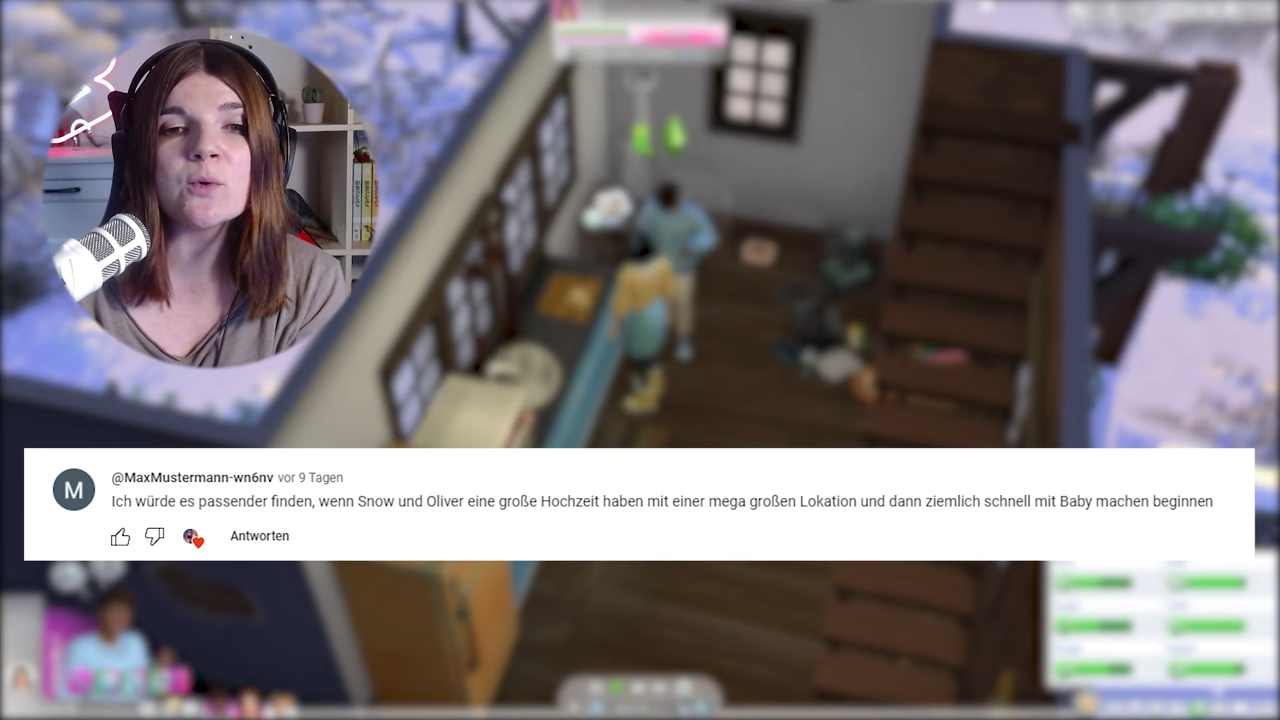 M
@MaxMustermann-wn6nv vor 9 Tagen
Ich würde es passender finden, wenn Snow und Oliver eine große Hochzeit haben mit einer mega großen Lokation und dann ziemlich schnell mit Baby machen beginnen
Antworten